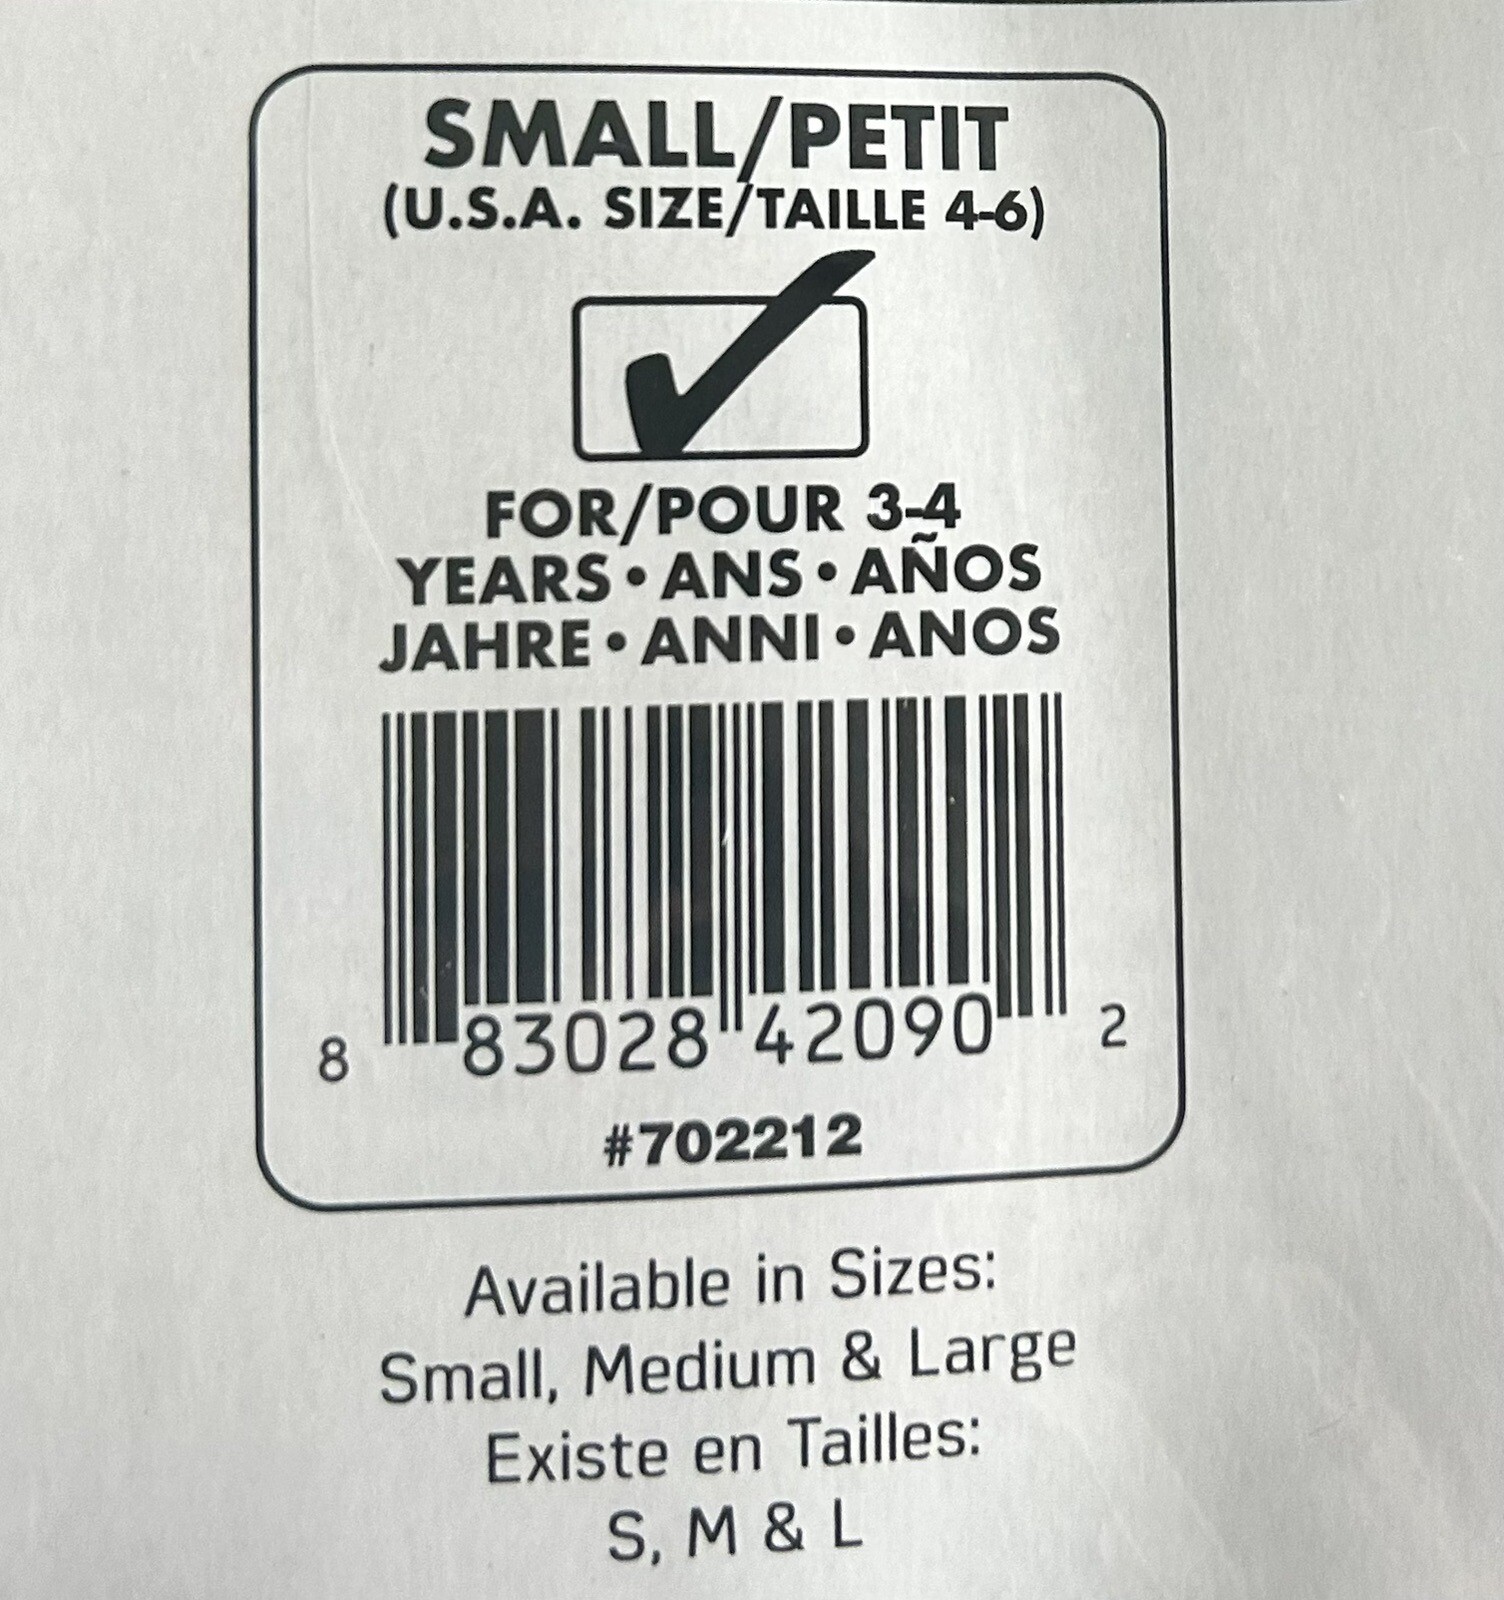 SMALL/PETIT
(U.S.A. SIZE/TAILLE 4-6)
FOR/POUR 3-4
YEARS • ANS • AÑOS
JAHRE • ANNI • ANOS
8 83028 42090 2
#702212
Available in Sizes:
Small, Medium & Large
Existe en Tailles:
S, M & L